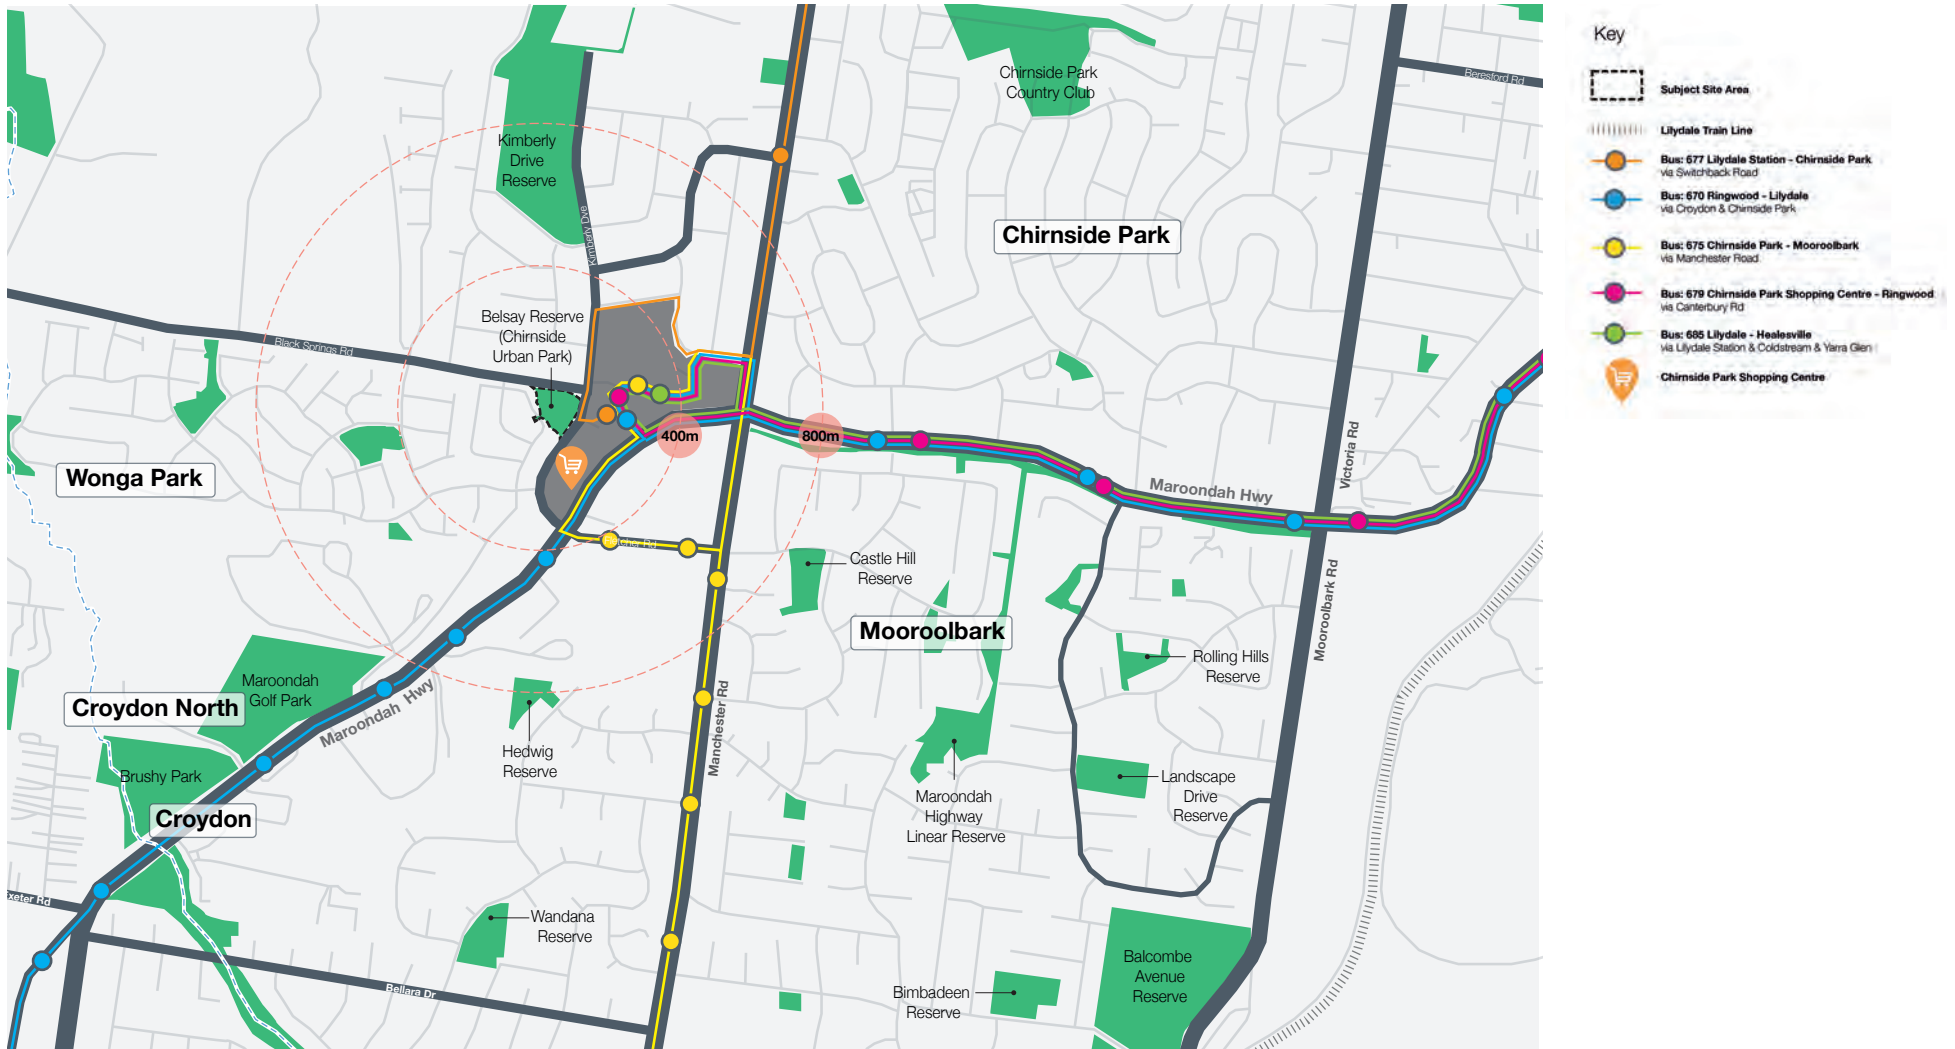 Chirnside Park
Country Club
Kimberly
Drive
Reserve
Kimberly Dve
Chirnside Park
Belsay Reserve
(Chirnside
Urban Park)
Black Springs Rd
400m
800m
Wonga Park
Maroondah Hwy
Victoria Rd
Beresford Rd
Fletcher Rd
Castle Hill
Reserve
Mooroolbark
Mooroolbark Rd
Rolling Hills
Reserve
Maroondah
Golf Park
Croydon North
Maroondah Hwy
Manchester Rd
Hedwig
Reserve
Brushy Park
Croydon
Maroondah
Highway
Linear Reserve
Landscape
Drive
Reserve
Exeter Rd
Wandana
Reserve
Bellara Dr
Bimbadeen
Reserve
Balcombe
Avenue
Reserve
Key
Subject Site Area
Lilydale Train Line
Bus: 677 Lilydale Station - Chirnside Park
via Switchback Road
Bus: 670 Ringwood - Lilydale
via Croydon & Chirnside Park
Bus: 675 Chirnside Park - Mooroolbark
via Manchester Road
Bus: 679 Chirnside Park Shopping Centre - Ringwood
via Canterbury Rd
Bus: 685 Lilydale - Healesville
via Lilydale Station & Coldstream & Yarra Glen
Chirnside Park Shopping Centre